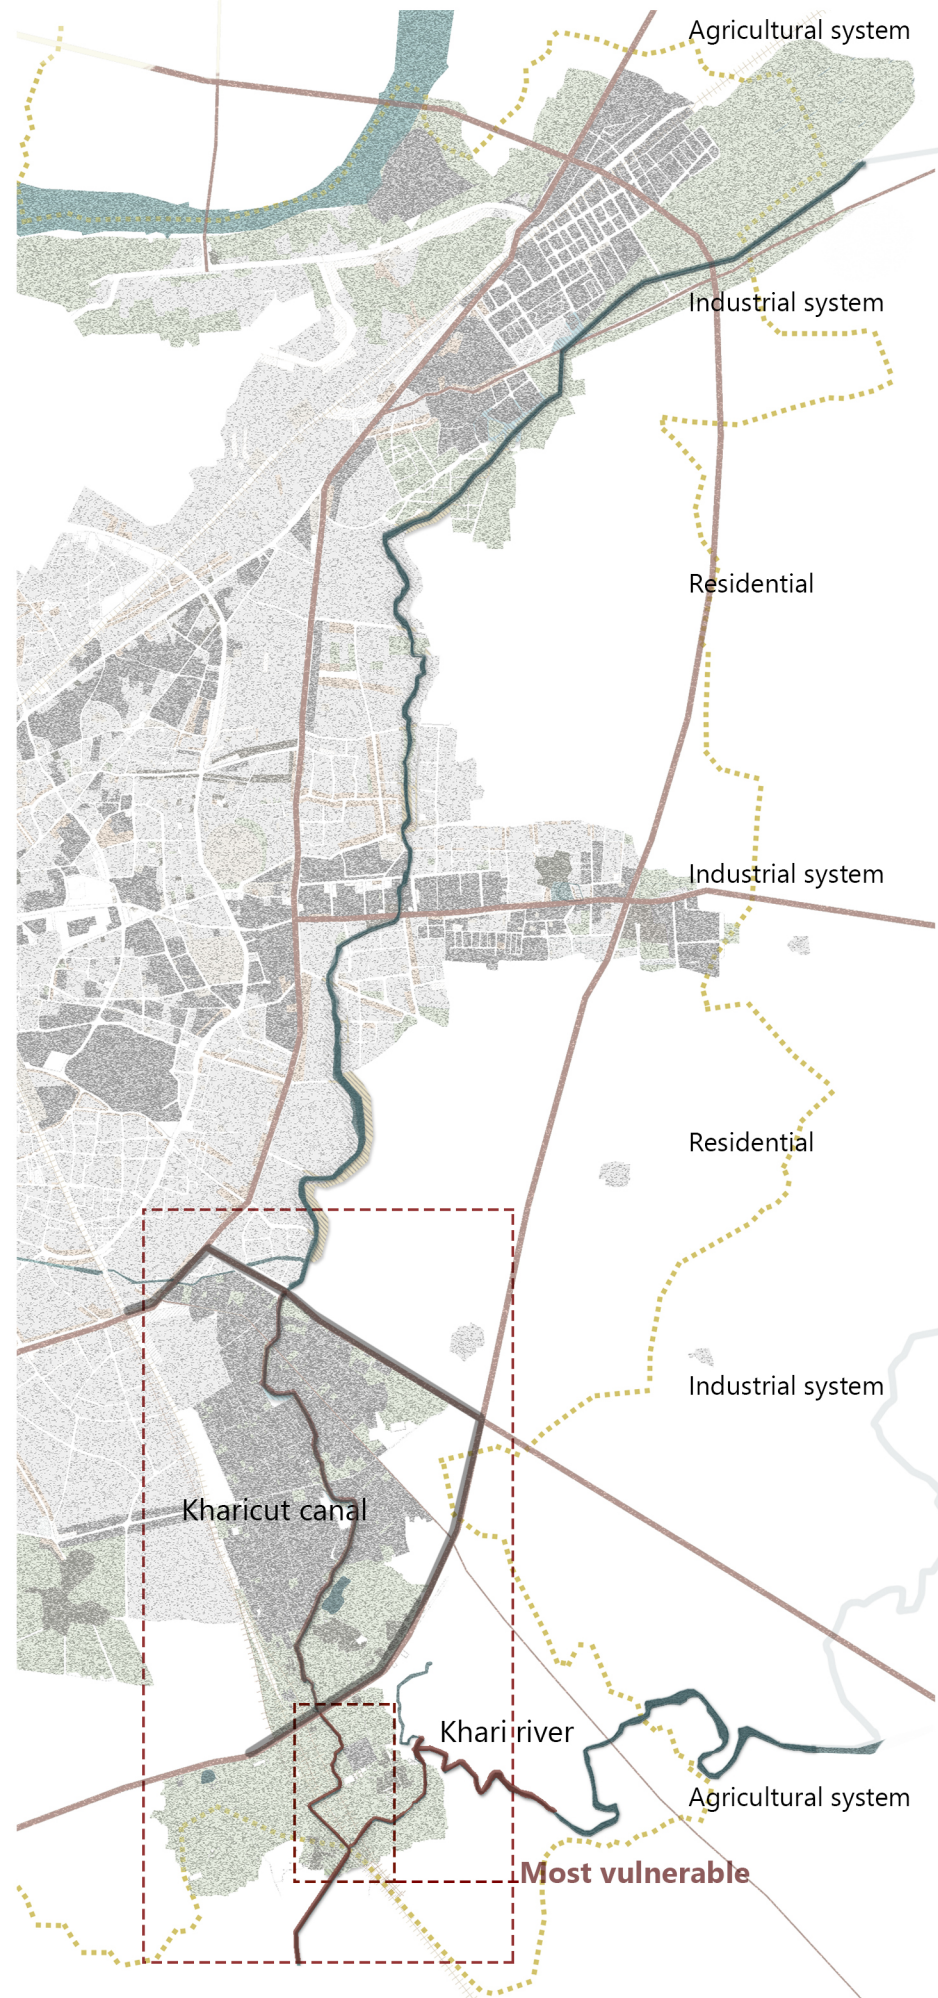 Agricultural system
Industrial system
Residential
Industrial system
Residential
Industrial system
Kharicut canal
Khari river
Agricultural system
Most vulnerable